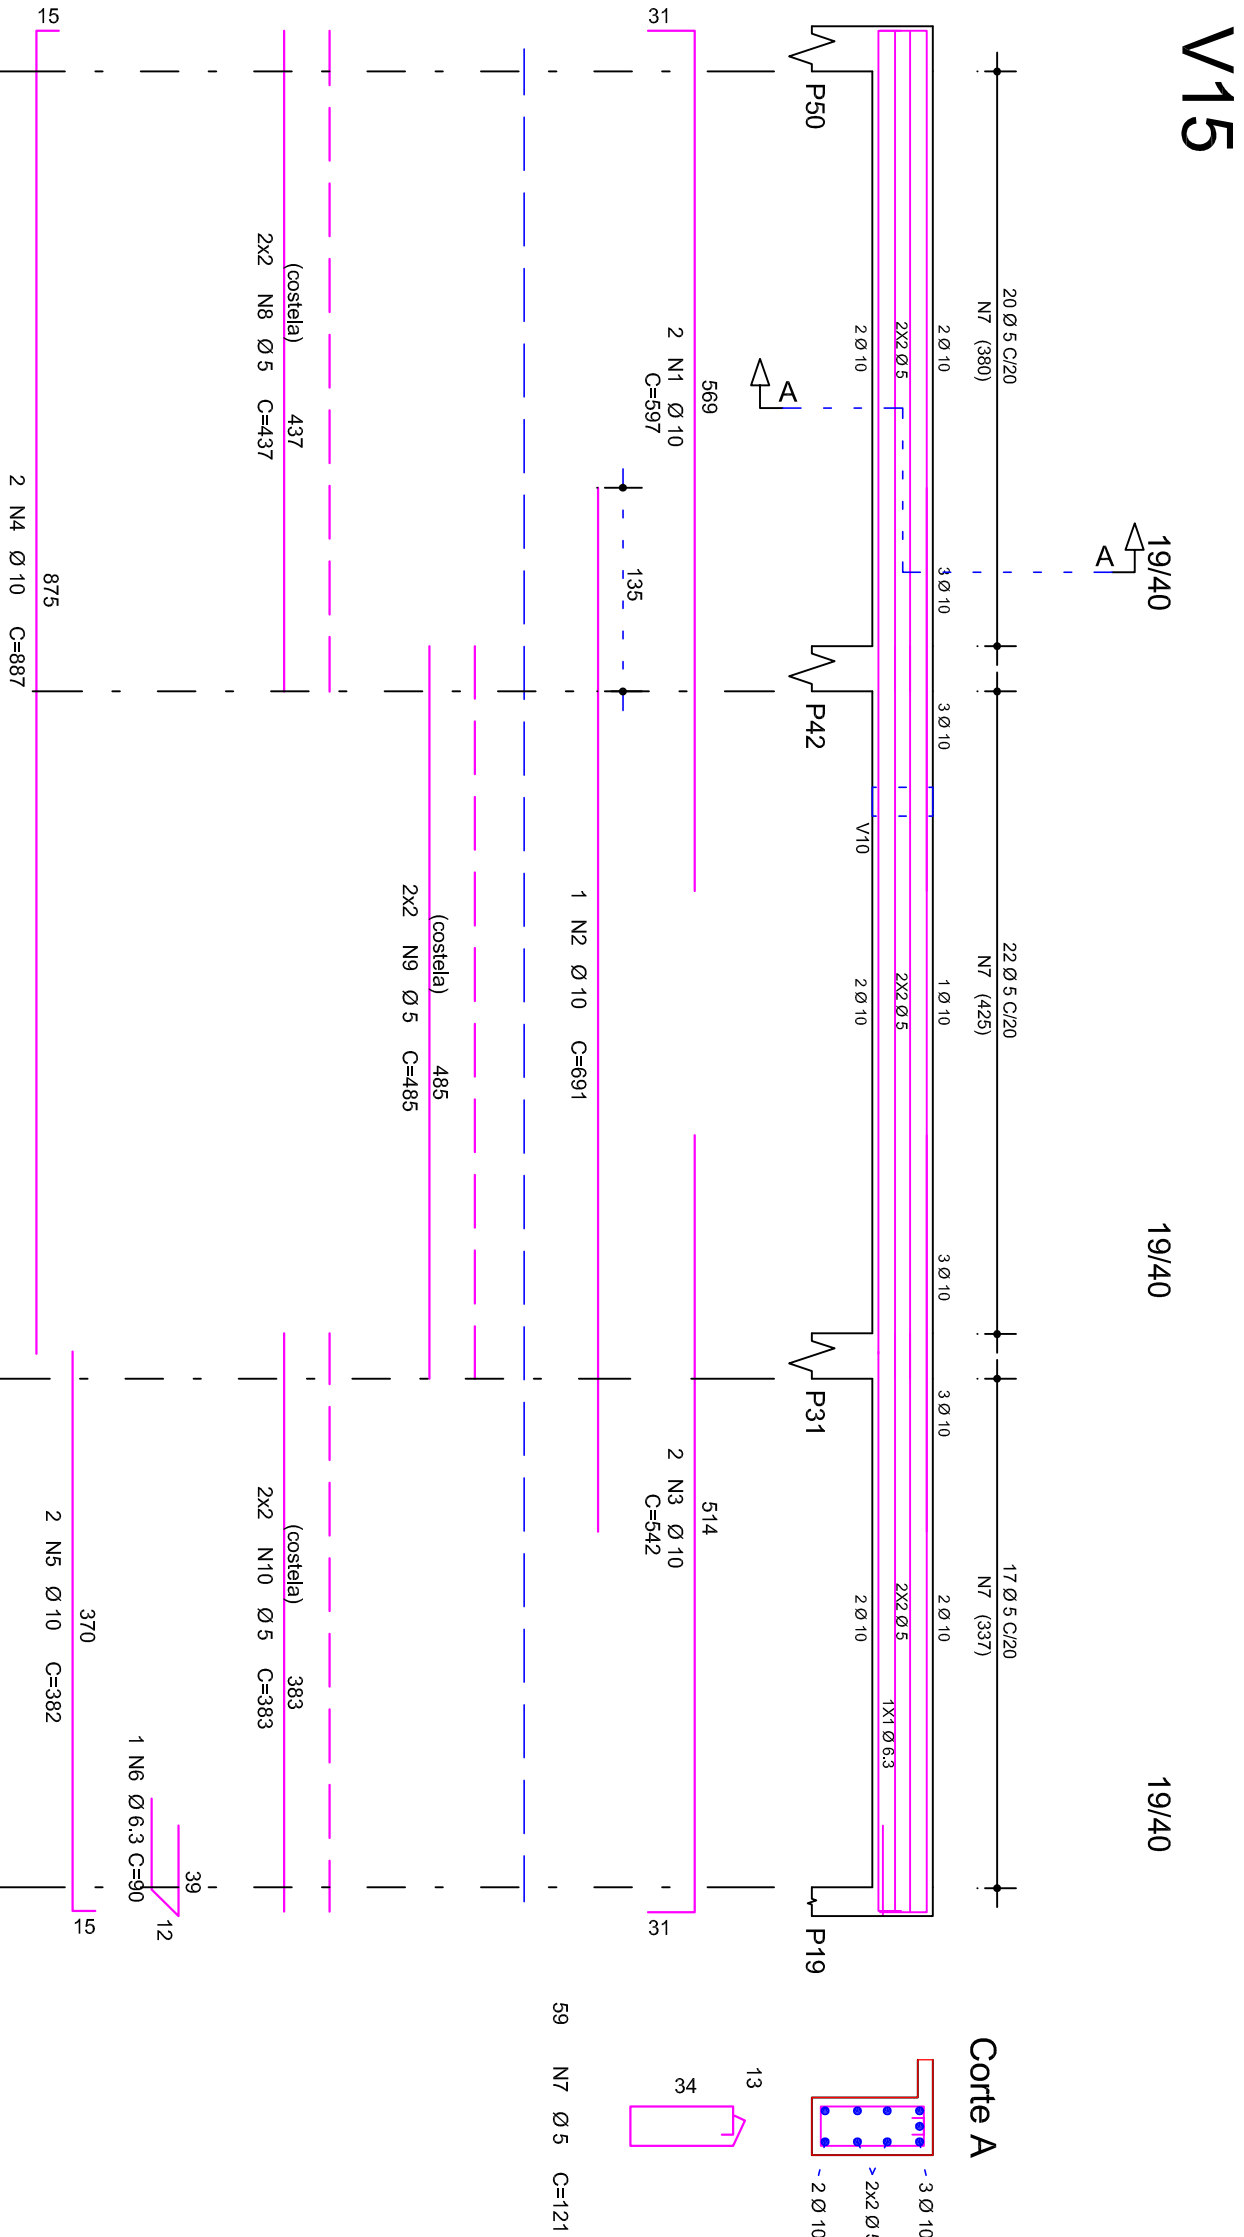 V15
19/40
19/40
19/40
20 Ø 5 C/20
N7 (380)
22 Ø 5 C/20
N7 (425)
17 Ø 5 C/20
N7 (337)
A
2 Ø 10
3 Ø 10
3 Ø 10
1 Ø 10
3 Ø 10
3 Ø 10
2 Ø 10
2X2 Ø 5
2X2 Ø 5
2X2 Ø 5
1X1 Ø 6.3
2 Ø 10
V10
2 Ø 10
2 Ø 10
P50
A
P42
P31
P19
569
31
2 N1 Ø 10
C=597
514
31
2 N3 Ø 10
C=542
135
1 N2 Ø 10 C=691
(costela) 485
2x2 N9 Ø 5 C=485
(costela) 437
2x2 N8 Ø 5 C=437
(costela) 383
2x2 N10 Ø 5 C=383
39
12
1 N6 Ø 6.3 C=90
370
15
2 N5 Ø 10 C=382
15
875
2 N4 Ø 10 C=887
Corte A
3 Ø 10
2x2 Ø 5
2 Ø 10
13
34
59 N7 Ø 5 C=121